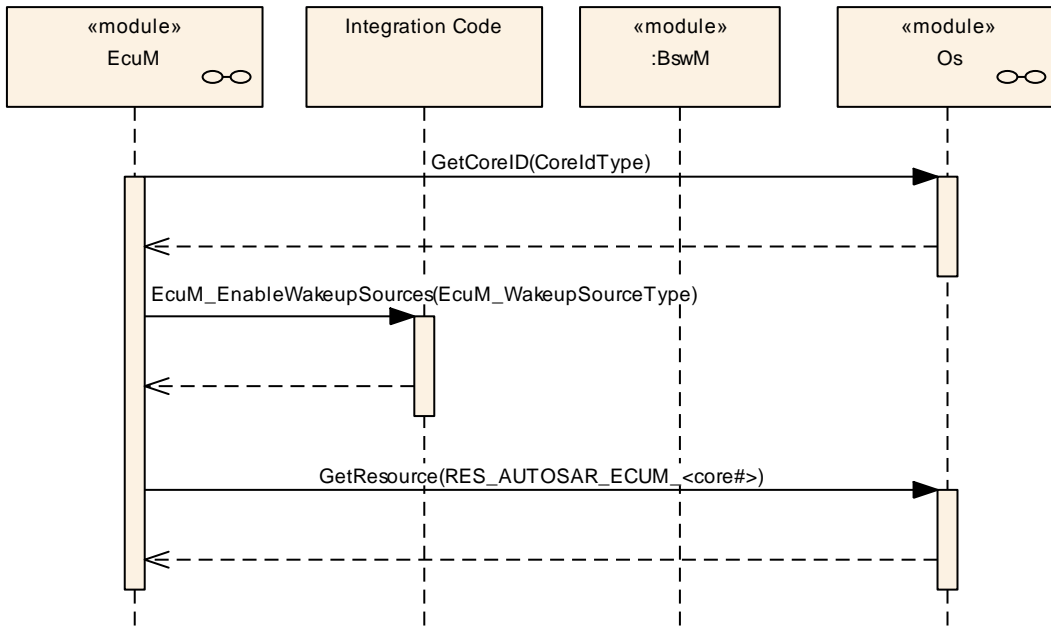 «module»
EcuM
Integration Code
«module»
:BswM
«module»
Os
GetCoreID(CoreIdType)
EcuM_EnableWakeupSources(EcuM_WakeupSourceType)
GetResource(RES_AUTOSAR_ECUM_<core#>)